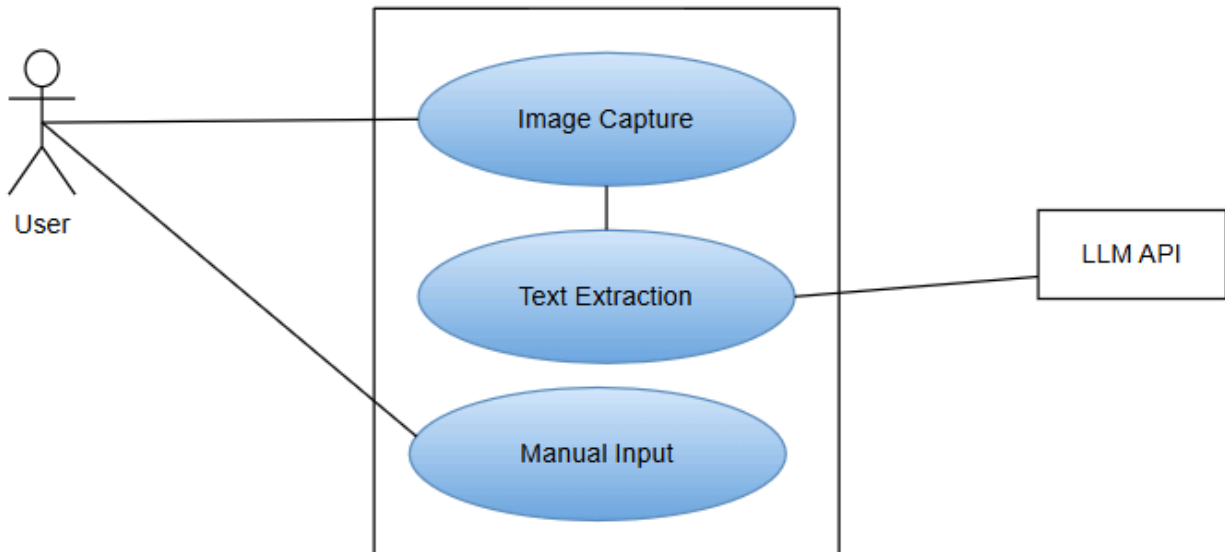 Image Capture
User
LLM API
Text Extraction
Manual Input